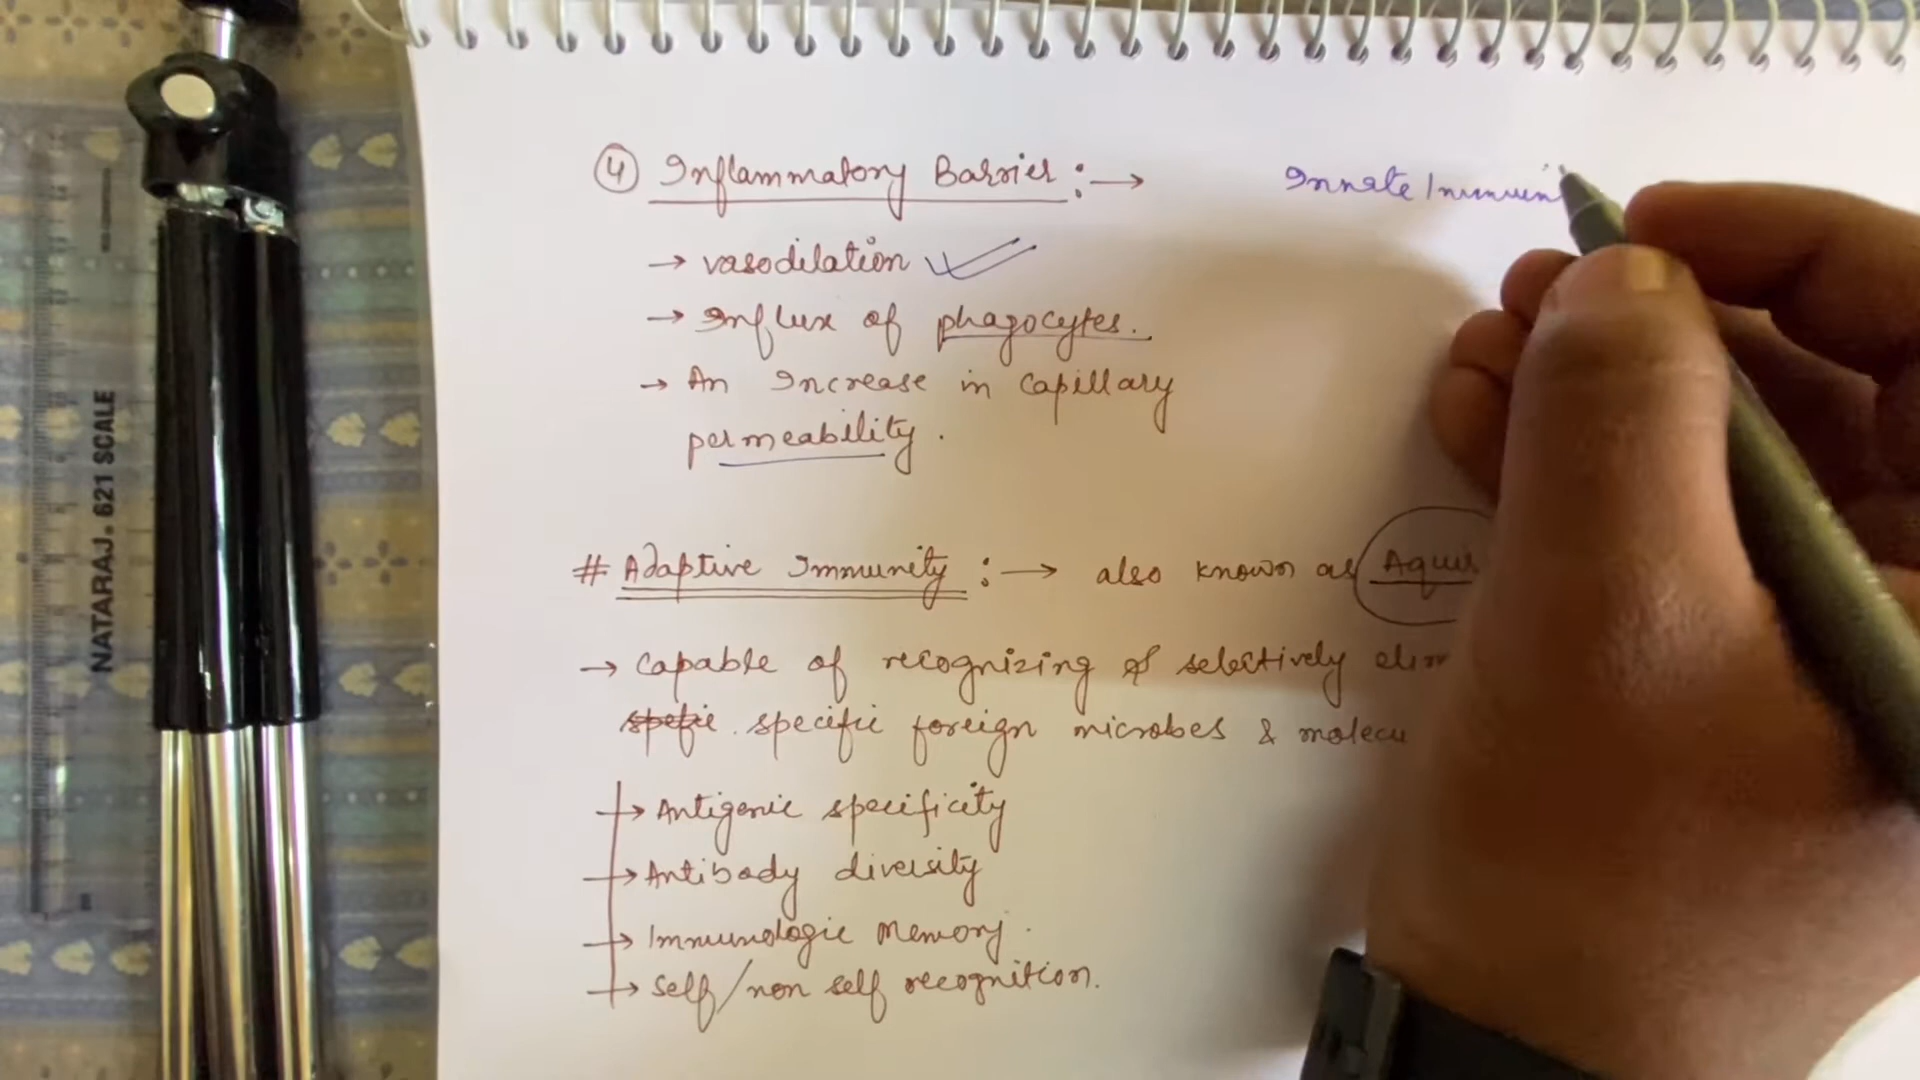 ④ Inflammatory Barrier :→ Innate Immuni
→ vasodilation
→ Influx of phagocytes.
→ An Increase in capillary
permeability.
# Adaptive Immunity :→ also known as Aqui
→ capable of recognizing & selectively elim
spefie. specific foreign microbes & molecu
→ Antigenic specificity
→ Antibody diversity
→ Immunologic Memory.
→ Self/non self recognition.
NATARAJ. 621 SCALE